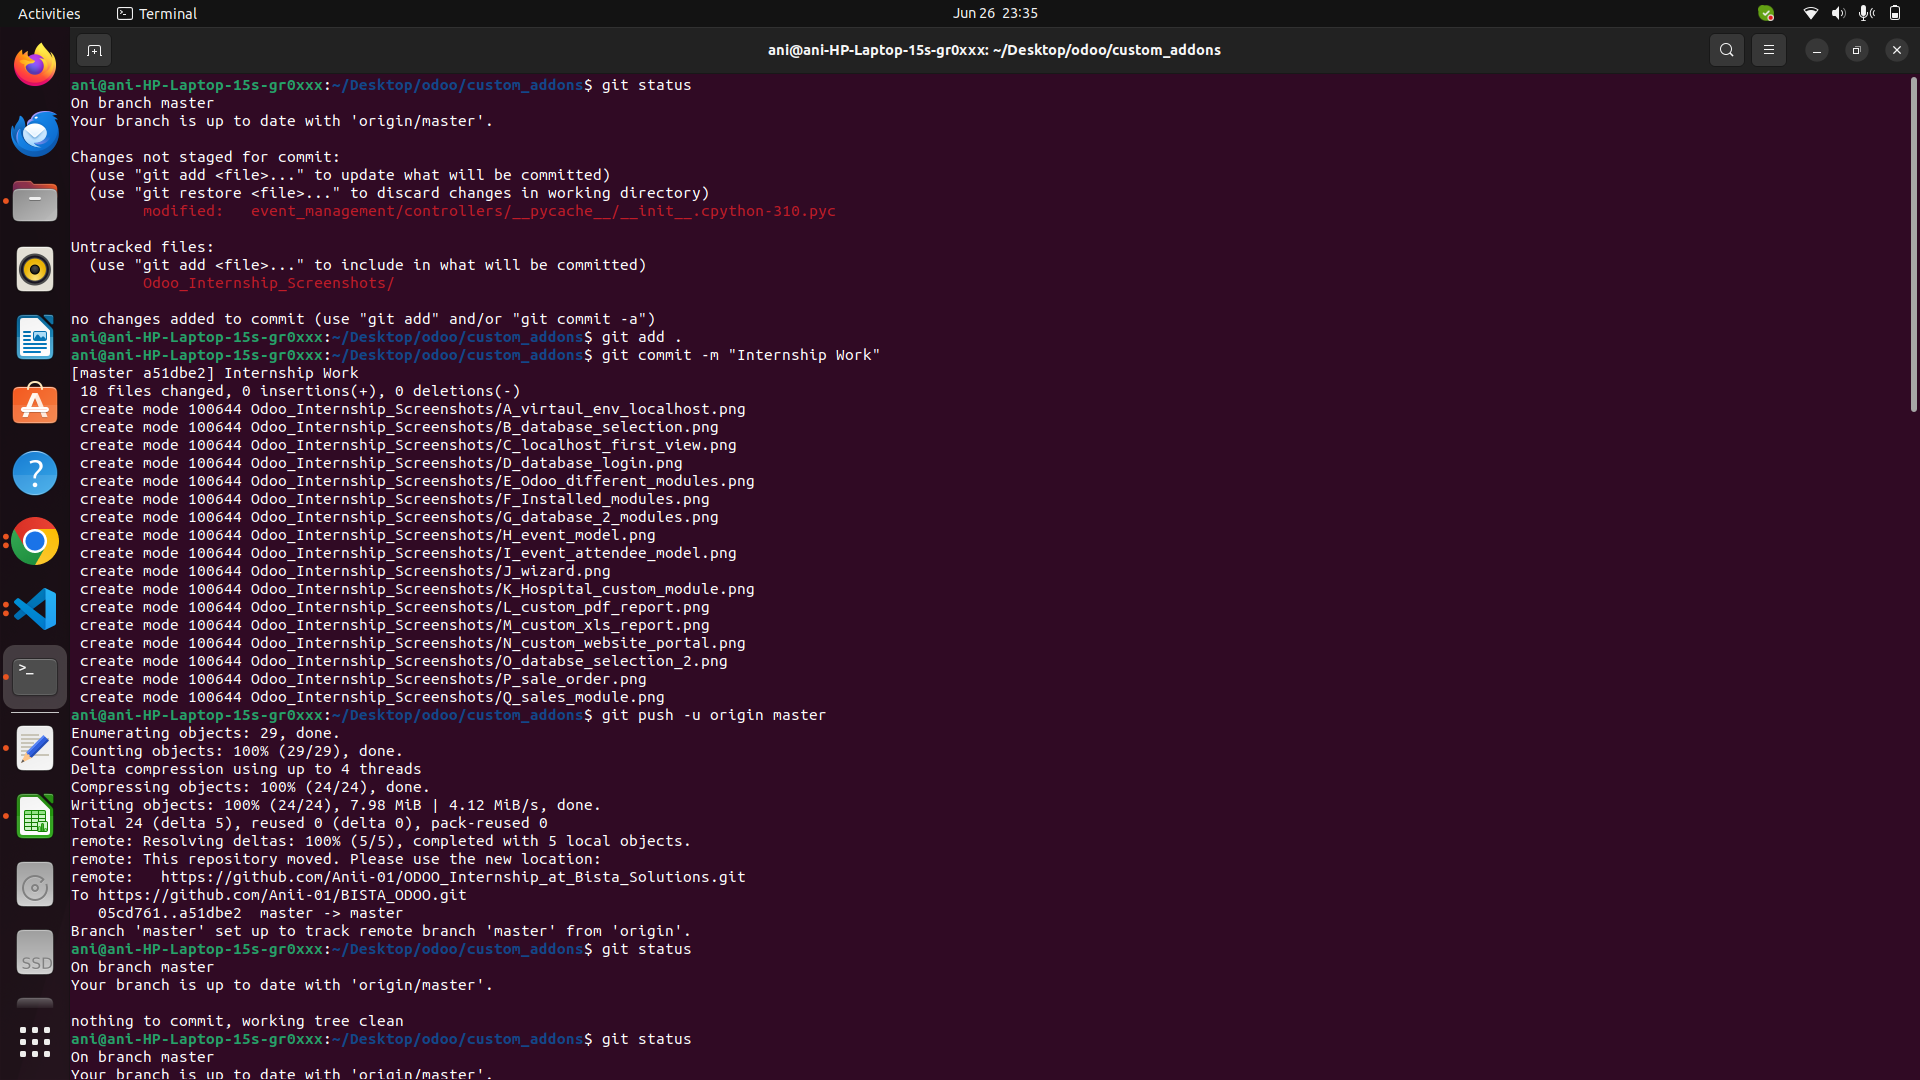 Activities
Terminal
Jun 26 23:35
ani@ani-HP-Laptop-15s-gr0xxx: ~/Desktop/odoo/custom_addons
ani@ani-HP-Laptop-15s-gr0xxx:~/Desktop/odoo/custom_addons$ git status
On branch master
Your branch is up to date with 'origin/master'.
Changes not staged for commit:
(use "git add <file>..." to update what will be committed)
(use "git restore <file>..." to discard changes in working directory)
modified:   event_management/controllers/__pycache__/__init__.cpython-310.pyc
Untracked files:
(use "git add <file>..." to include in what will be committed)
Odoo_Internship_Screenshots/
no changes added to commit (use "git add" and/or "git commit -a")
ani@ani-HP-Laptop-15s-gr0xxx:~/Desktop/odoo/custom_addons$ git add .
ani@ani-HP-Laptop-15s-gr0xxx:~/Desktop/odoo/custom_addons$ git commit -m "Internship Work"
[master a51dbe2] Internship Work
18 files changed, 0 insertions(+), 0 deletions(-)
create mode 100644 Odoo_Internship_Screenshots/A_virtaul_env_localhost.png
create mode 100644 Odoo_Internship_Screenshots/B_database_selection.png
create mode 100644 Odoo_Internship_Screenshots/C_localhost_first_view.png
create mode 100644 Odoo_Internship_Screenshots/D_database_login.png
create mode 100644 Odoo_Internship_Screenshots/E_Odoo_different_modules.png
create mode 100644 Odoo_Internship_Screenshots/F_Installed_modules.png
create mode 100644 Odoo_Internship_Screenshots/G_database_2_modules.png
create mode 100644 Odoo_Internship_Screenshots/H_event_model.png
create mode 100644 Odoo_Internship_Screenshots/I_event_attendee_model.png
create mode 100644 Odoo_Internship_Screenshots/J_wizard.png
create mode 100644 Odoo_Internship_Screenshots/K_Hospital_custom_module.png
create mode 100644 Odoo_Internship_Screenshots/L_custom_pdf_report.png
create mode 100644 Odoo_Internship_Screenshots/M_custom_xls_report.png
create mode 100644 Odoo_Internship_Screenshots/N_custom_website_portal.png
create mode 100644 Odoo_Internship_Screenshots/O_databse_selection_2.png
create mode 100644 Odoo_Internship_Screenshots/P_sale_order.png
create mode 100644 Odoo_Internship_Screenshots/Q_sales_module.png
ani@ani-HP-Laptop-15s-gr0xxx:~/Desktop/odoo/custom_addons$ git push -u origin master
Enumerating objects: 29, done.
Counting objects: 100% (29/29), done.
Delta compression using up to 4 threads
Compressing objects: 100% (24/24), done.
Writing objects: 100% (24/24), 7.98 MiB | 4.12 MiB/s, done.
Total 24 (delta 5), reused 0 (delta 0), pack-reused 0
remote: Resolving deltas: 100% (5/5), completed with 5 local objects.
remote: This repository moved. Please use the new location:
remote:   https://github.com/Anii-01/ODOO_Internship_at_Bista_Solutions.git
To https://github.com/Anii-01/BISTA_ODOO.git
05cd761..a51dbe2  master -> master
Branch 'master' set up to track remote branch 'master' from 'origin'.
ani@ani-HP-Laptop-15s-gr0xxx:~/Desktop/odoo/custom_addons$ git status
On branch master
Your branch is up to date with 'origin/master'.
nothing to commit, working tree clean
ani@ani-HP-Laptop-15s-gr0xxx:~/Desktop/odoo/custom_addons$ git status
On branch master
Your branch is up to date with 'origin/master'.
SSD